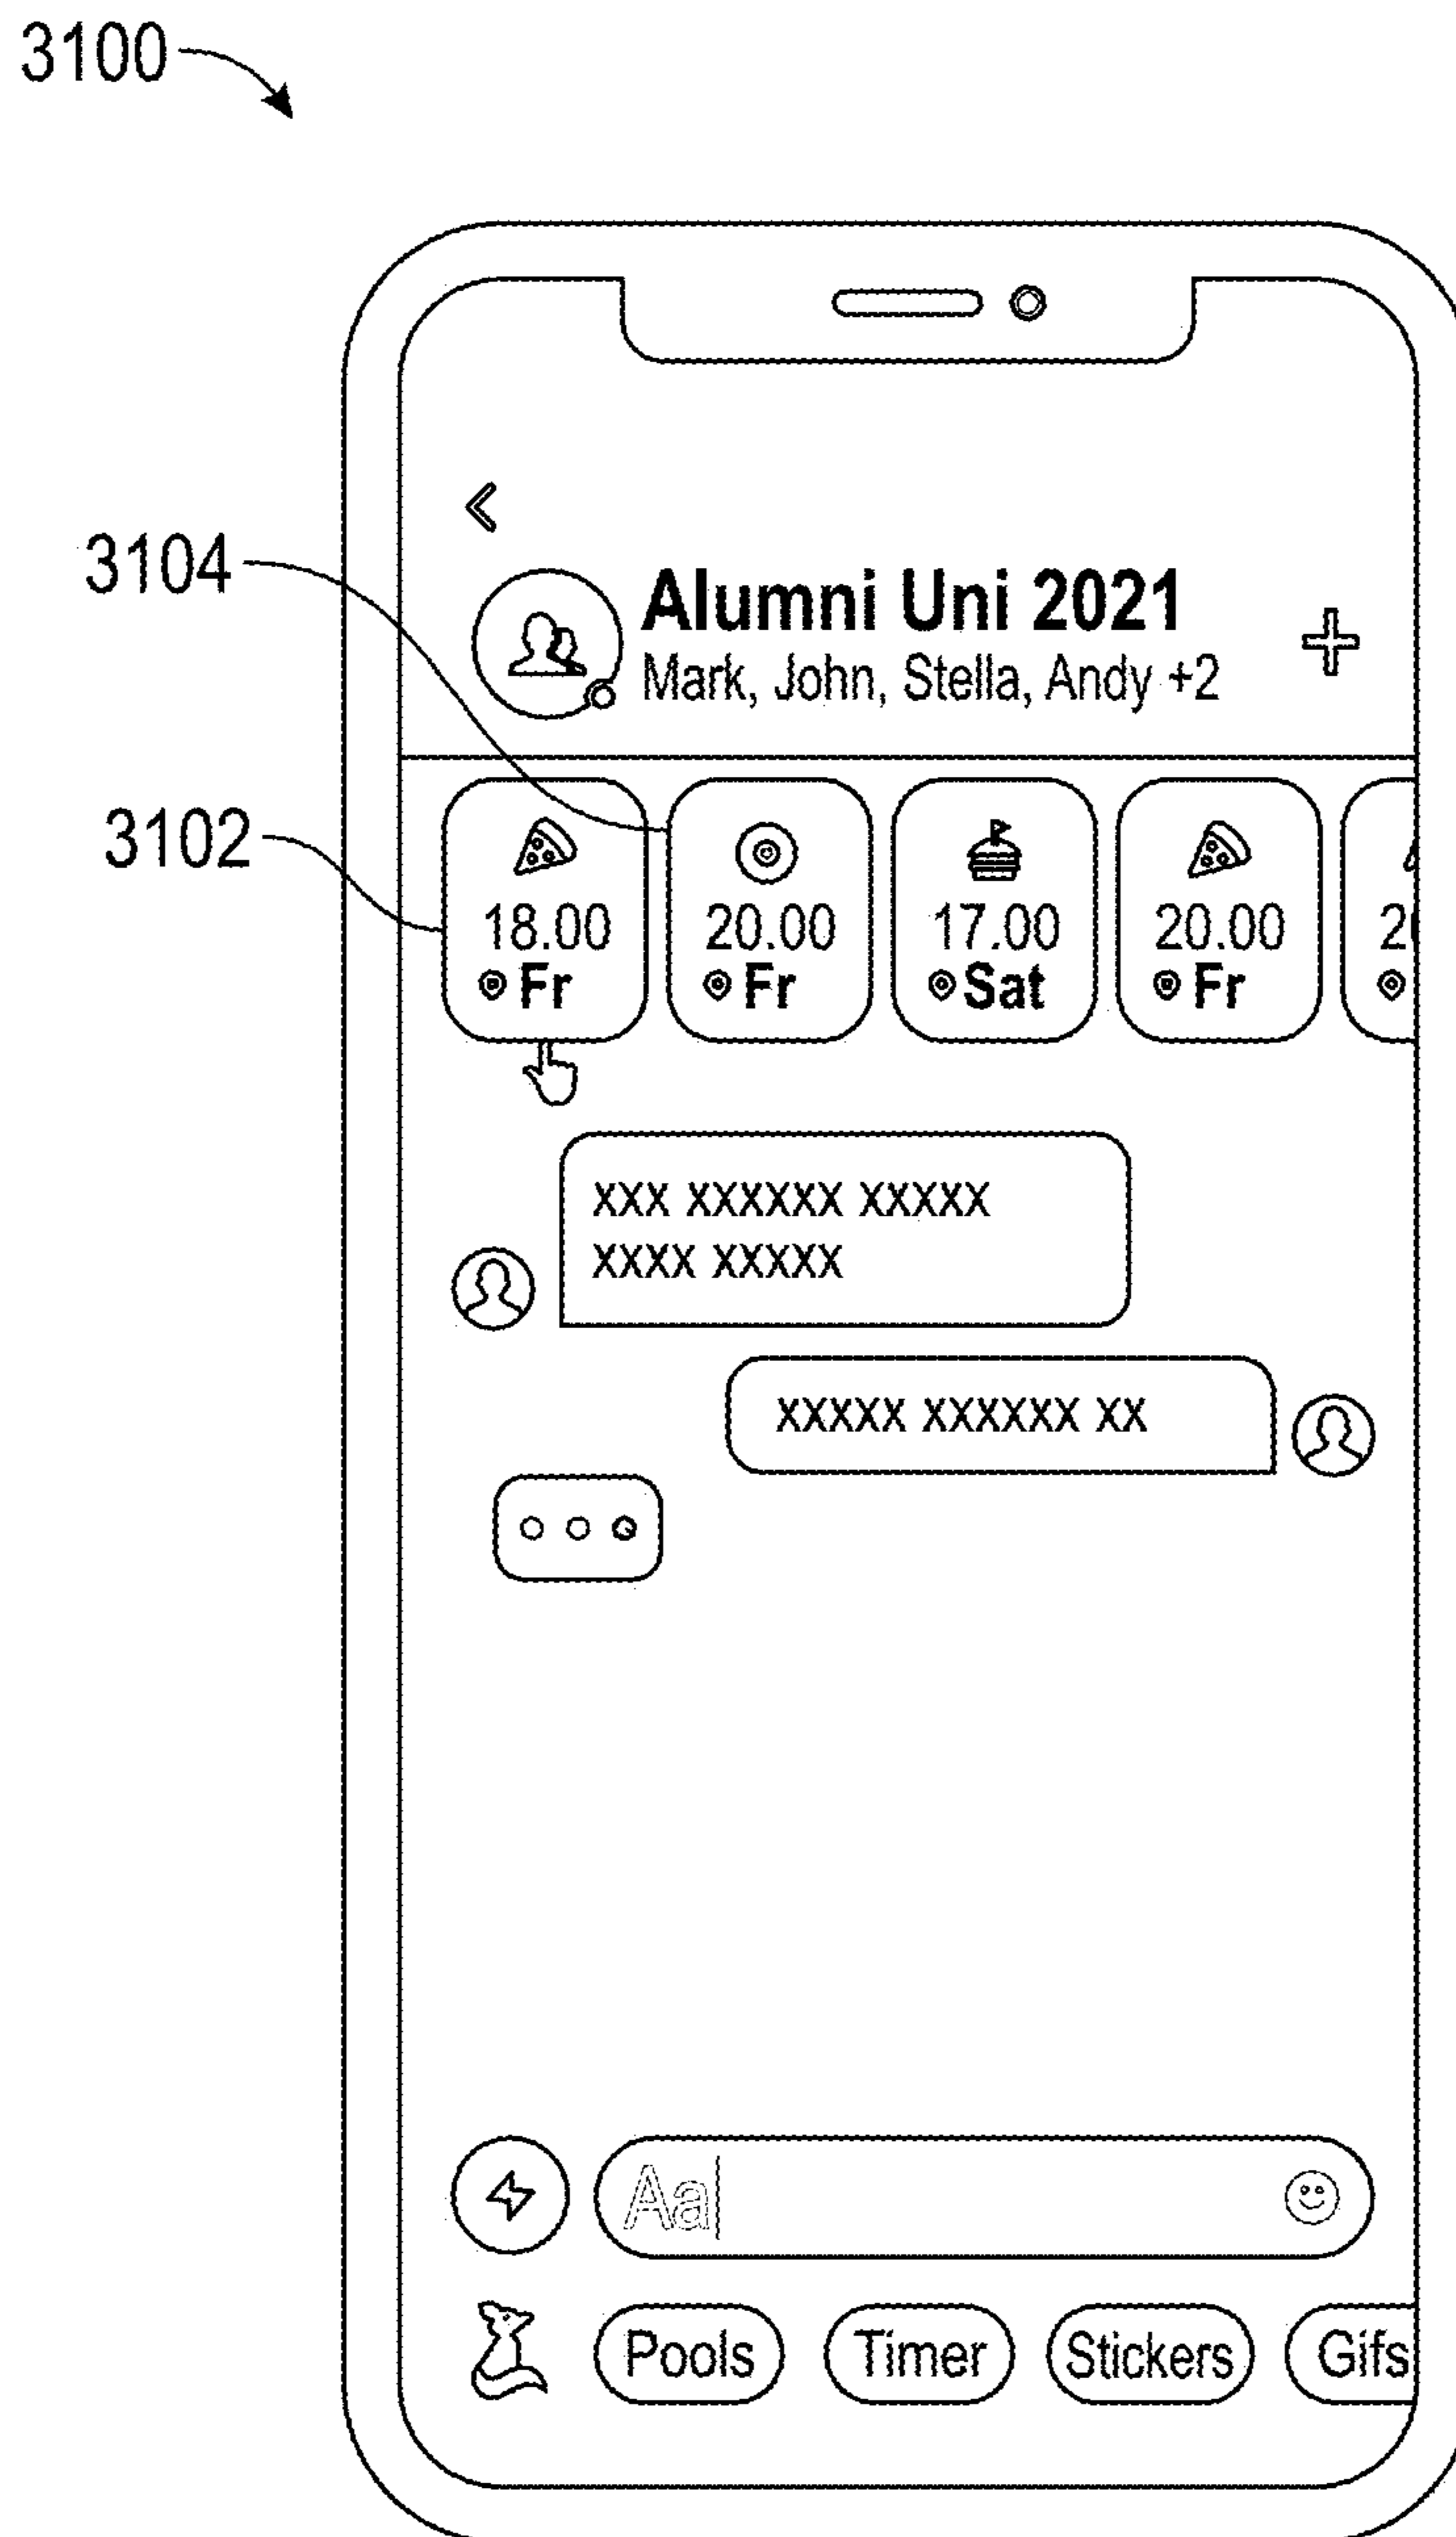 3100
3104
Alumni Uni 2021
Mark, John, Stella, Andy +2
3102
18.00 20.00 17.00 20.00 20
Fr Fr Sat Fr
XXX XXXXXX XXXXX
XXXX XXXXX
XXXXX XXXXXX XX
Aa
Pools Timer Stickers Gifs